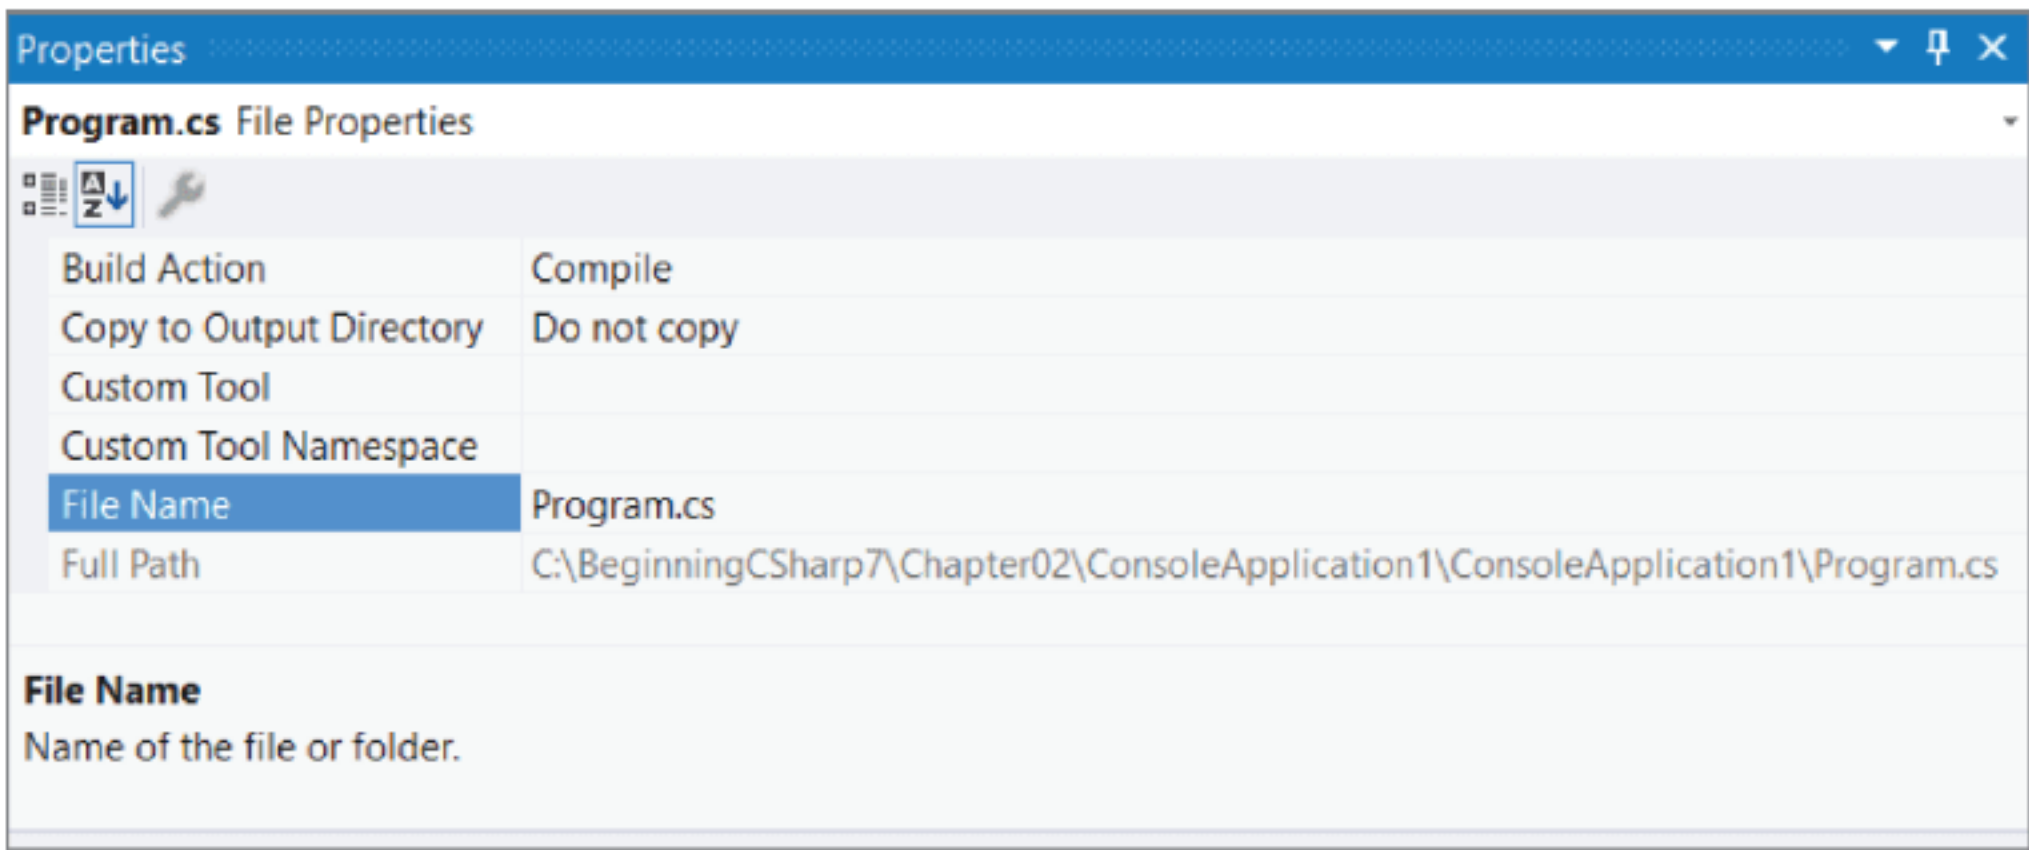 Properties
Program.cs File Properties
A
Z
Build Action Compile
Copy to Output Directory Do not copy
Custom Tool
Custom Tool Namespace
File Name Program.cs
Full Path C:\BeginningCSharp7\Chapter02\ConsoleApplication1\ConsoleApplication1\Program.cs
File Name
Name of the file or folder.